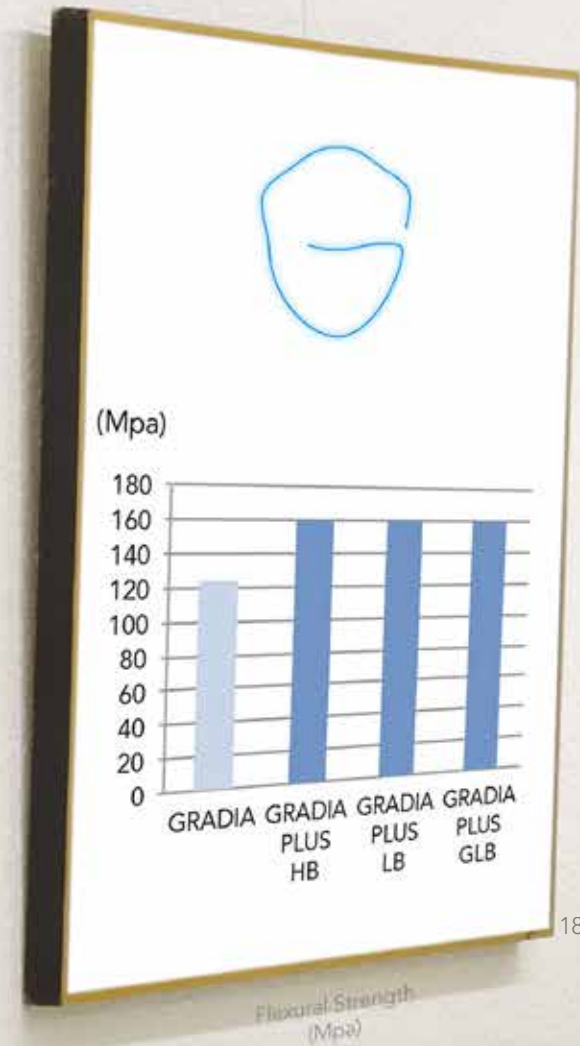 (Mpa)
180
160
140
120
100
80
60
40
20
0
GRADIA
GRADIA
PLUS
HB
GRADIA
PLUS
LB
GRADIA
PLUS
GLB
18
Flexural Strength
(Mpa)